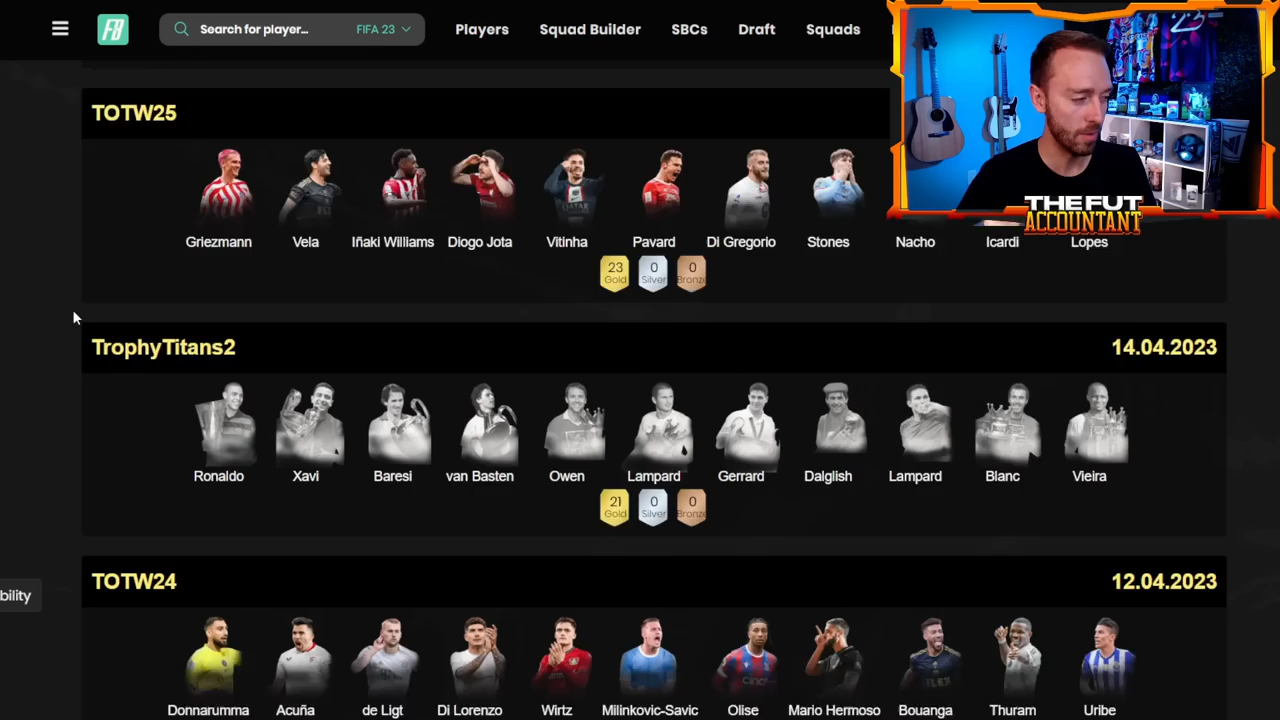 FB Search for player... FIFA 23 Players Squad Builder SBCs Draft Squads
23
TOTW25
THE FUT
ACCOUNTANT
Griezmann Vela Iñaki Williams Diogo Jota Vitinha Pavard Di Gregorio Stones Nacho Icardi Lopes
23 0 0
Gold Silver Bronze
TrophyTitans2 14.04.2023
Ronaldo Xavi Baresi van Basten Owen Lampard Gerrard Dalglish Lampard Blanc Vieira
21 0 0
Gold Silver Bronze
TOTW24 12.04.2023
bility
Donnarumma Acuña de Ligt Di Lorenzo Wirtz Milinkovic-Savic Olise Mario Hermoso Bouanga Thuram Uribe